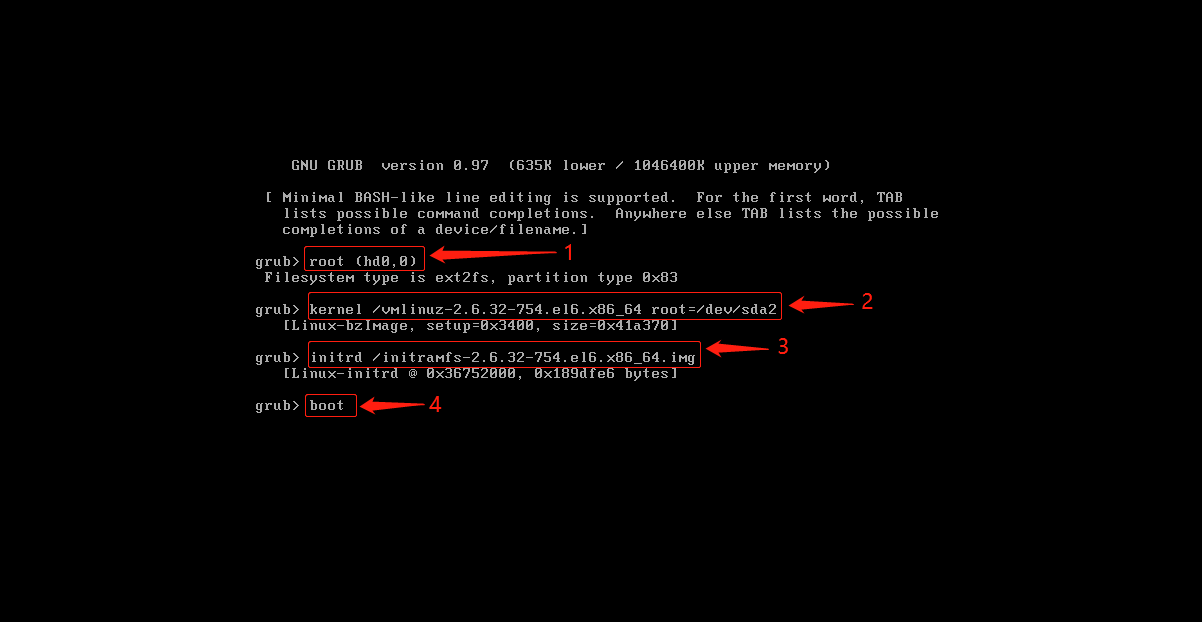 GNU GRUB  version 0.97  (635K lower / 1046400K upper memory)
[ Minimal BASH-like line editing is supported.  For the first word, TAB
lists possible command completions.  Anywhere else TAB lists the possible
completions of a device/filename.]
grub> root (hd0,0) 1
Filesystem type is ext2fs, partition type 0x83
grub> kernel /vmlinuz-2.6.32-754.el6.x86_64 root=/dev/sda2 2
[Linux-bzImage, setup=0x3400, size=0x41a370]
grub> initrd /initramfs-2.6.32-754.el6.x86_64.img 3
[Linux-initrd @ 0x36752000, 0x189dfe6 bytes]
grub> boot 4